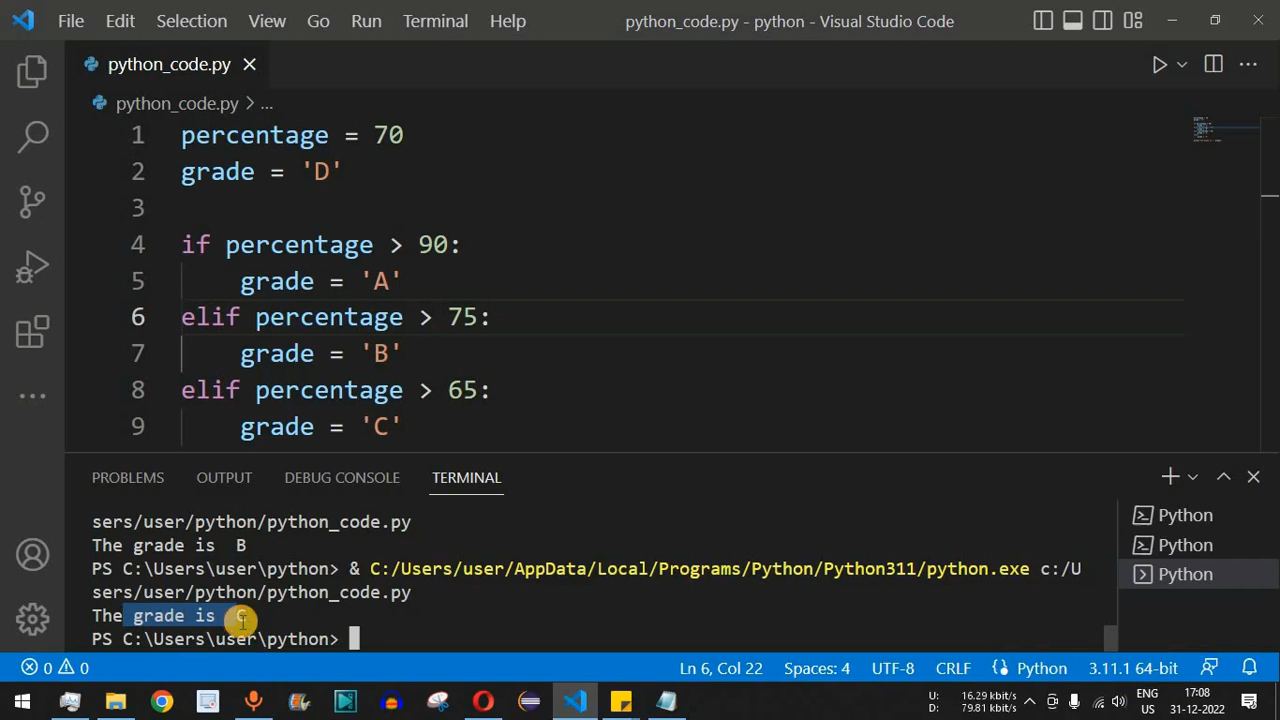 File Edit Selection View Go Run Terminal Help python_code.py - python - Visual Studio Code
python_code.py
python_code.py > ...
1 percentage = 70
2 grade = 'D'
3
4 if percentage > 90:
5 grade = 'A'
6 elif percentage > 75:
7 grade = 'B'
8 elif percentage > 65:
9 grade = 'C'
PROBLEMS OUTPUT DEBUG CONSOLE TERMINAL
sers/user/python/python_code.py
The grade is  B
PS C:\Users\user\python> & C:/Users/user/AppData/Local/Programs/Python/Python311/python.exe c:/U
sers/user/python/python_code.py
The grade is  C
PS C:\Users\user\python>
Python
Python
Python
0 0 Ln 6, Col 22 Spaces: 4 UTF-8 CRLF Python 3.11.1 64-bit
U: 16.29 kbit/s
D: 79.81 kbit/s
ENG
US
17:08
31-12-2022